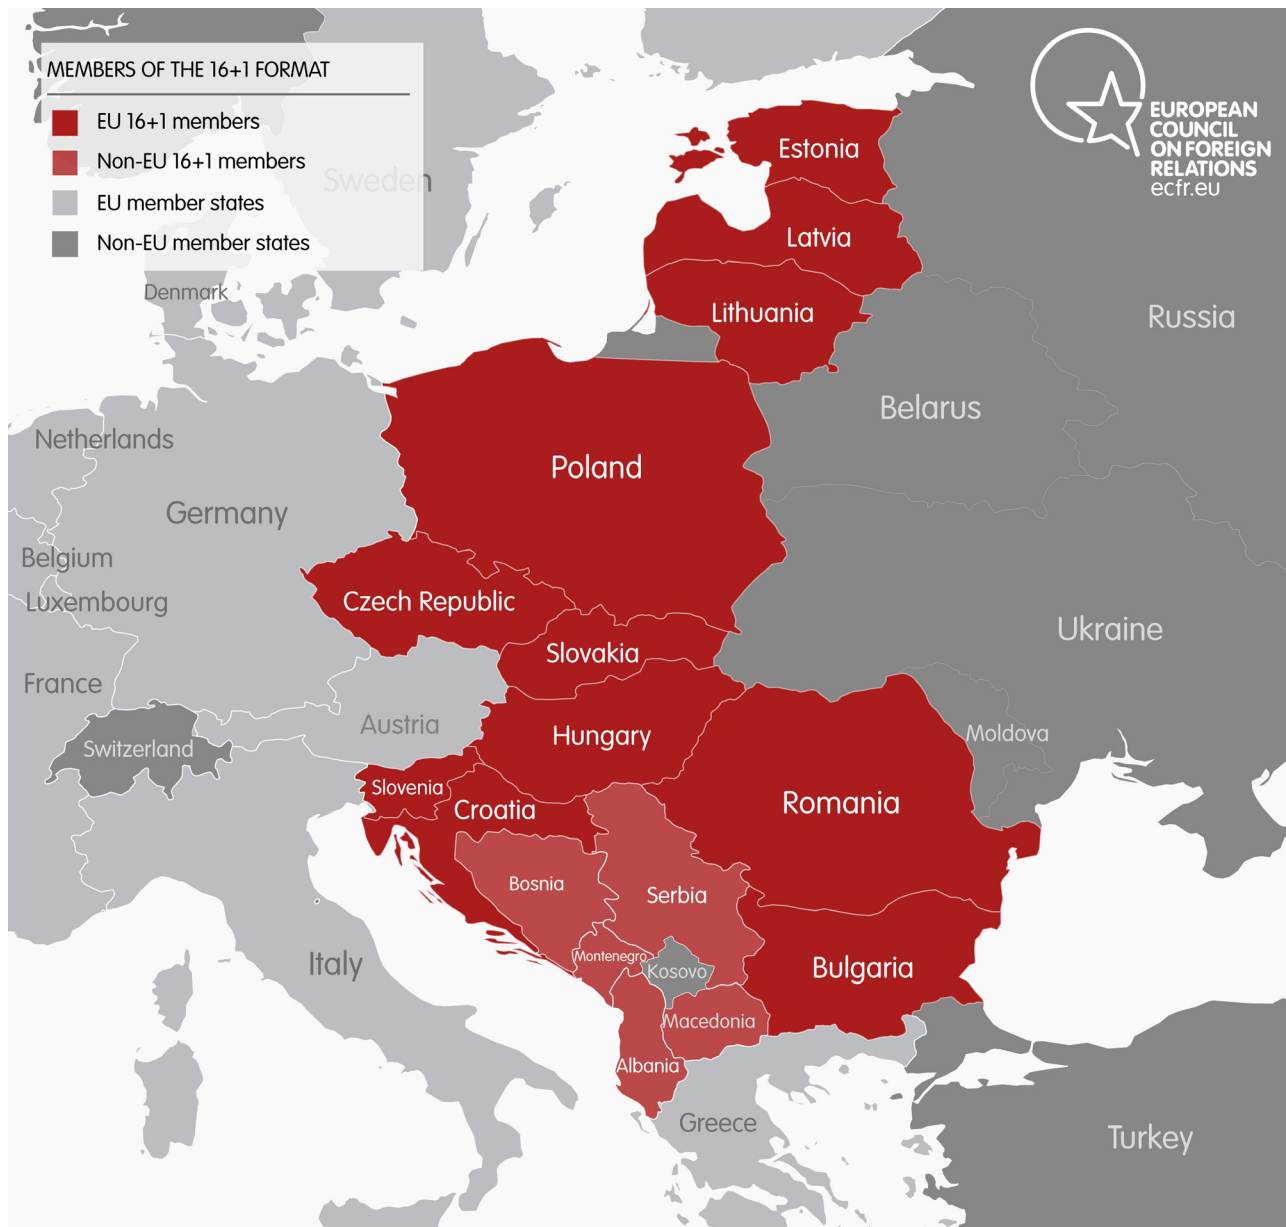 MEMBERS OF THE 16+1 FORMAT
EU 16+1 members
Non-EU 16+1 members
EU member states
Non-EU member states
EUROPEAN
COUNCIL
ON FOREIGN
RELATIONS
ecfr.eu
Sweden
Estonia
Latvia
Denmark
Lithuania
Russia
Belarus
Netherlands
Poland
Germany
Belgium
Luxembourg
Czech Republic
Ukraine
Slovakia
France
Austria
Hungary
Moldova
Switzerland
Slovenia
Croatia
Romania
Bosnia
Serbia
Montenegro
Italy
Kosovo
Bulgaria
Macedonia
Albania
Greece
Turkey